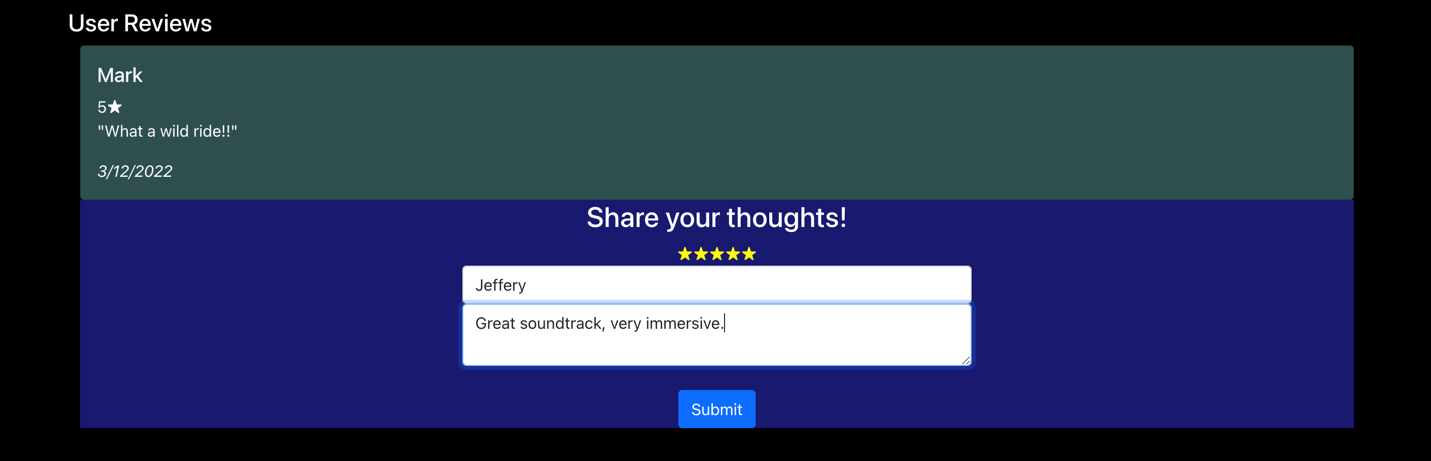 User Reviews
Mark
5★
"What a wild ride!!"
3/12/2022
Share your thoughts!
★★★★★
Jeffery
Great soundtrack, very immersive.
Submit